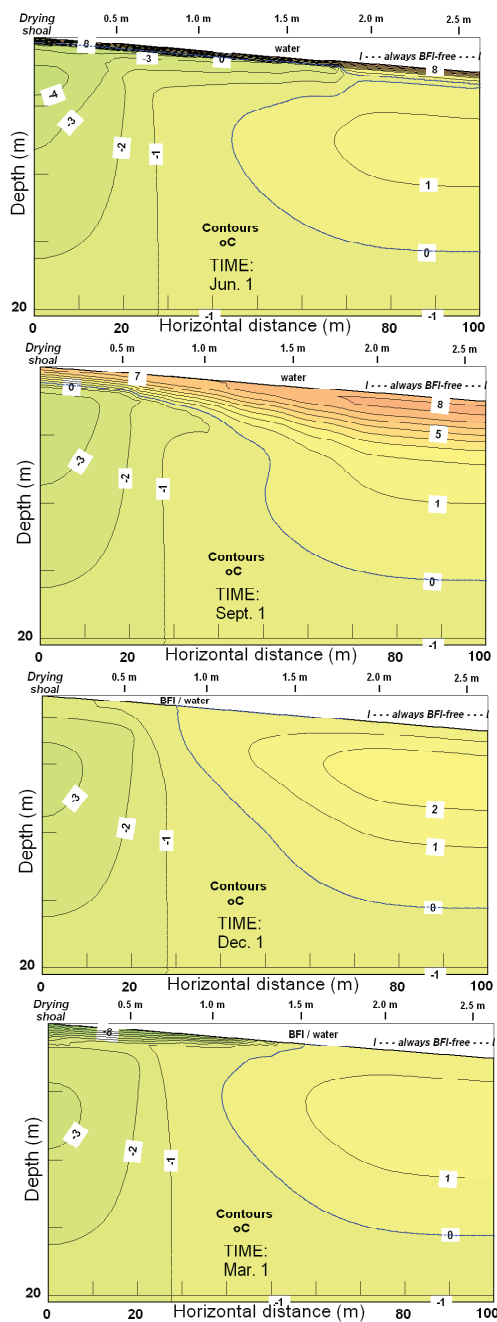 Drying shoal 0.5 m 1.0 m 1.5 m 2.0 m 2.5 m
8 -3 0 water I - - - always BFI-free - - - I
8
-4
-3
-2 -1
1
0
Depth (m)
Contours
oC
TIME:
Jun. 1
20 -1 -1
0 20 Horizontal distance (m) 80 100
Drying shoal 0.5 m 1.0 m 1.5 m 2.0 m 2.5 m
0 7 water I - - - always BFI-free - - - I
8
5
-3 -2 -1
1
0
Depth (m)
Contours
oC
TIME:
Sept. 1
20 -1
0 20 Horizontal distance (m) 80 100
Drying shoal 0.5 m 1.0 m 1.5 m 2.0 m 2.5 m
BFI / water I - - - always BFI-free - - - I
-3 2
-2 -1 1
0
Depth (m)
Contours
oC
TIME:
Dec. 1
20 -1
0 20 Horizontal distance (m) 80 100
Drying shoal 0.5 m 1.0 m 1.5 m 2.0 m 2.5 m
-8 BFI / water I - - - always BFI-free - - - I
-3
-2 -1 1
0
Depth (m)
Contours
oC
TIME:
Mar. 1
20 -1 -1
0 20 Horizontal distance (m) 80 100